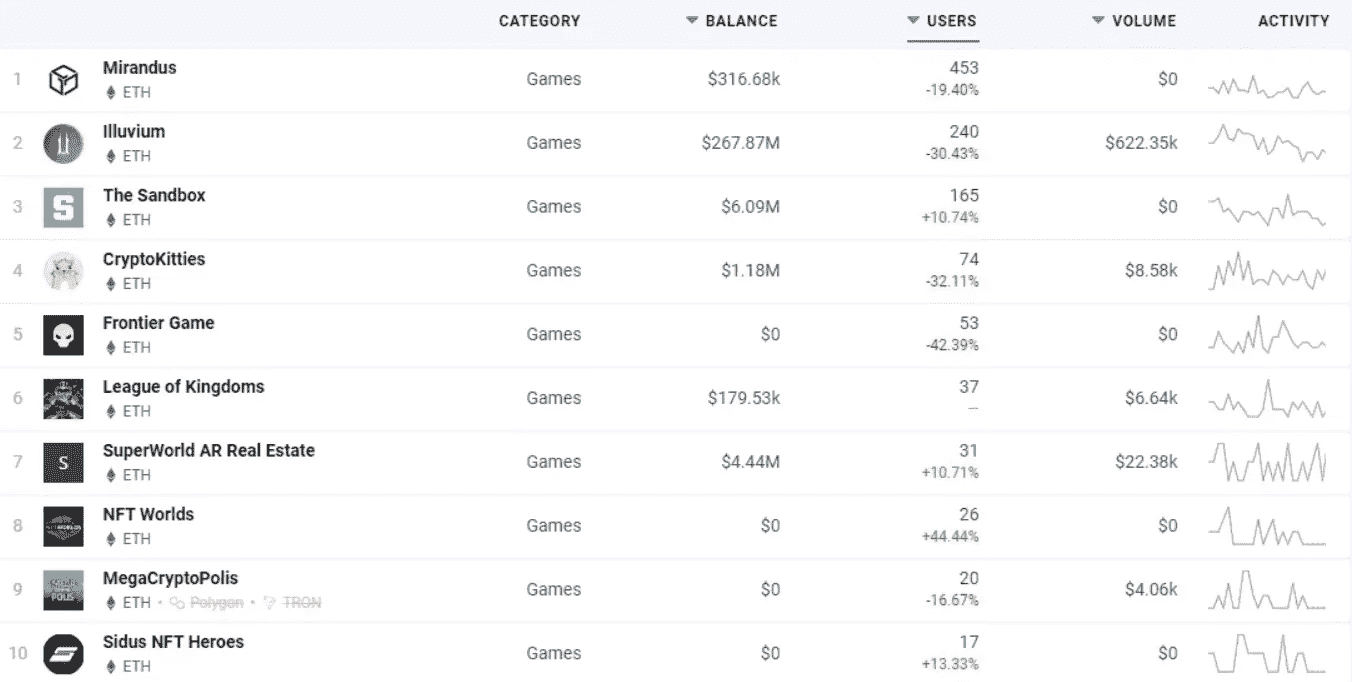 CATEGORY BALANCE USERS VOLUME ACTIVITY
1 Mirandus Games $316.68k 453 $0
ETH -19.40%
2 Illuvium Games $267.87M 240 $622.35k
ETH -30.43%
3 S The Sandbox Games $6.09M 165 $0
ETH +10.74%
4 CryptoKitties Games $1.18M 74 $8.58k
ETH -32.11%
5 Frontier Game Games $0 53 $0
ETH -42.39%
6 League of Kingdoms Games $179.53k 37 $6.64k
ETH –
7 S SuperWorld AR Real Estate Games $4.44M 31 $22.38k
ETH +10.71%
8 NFT Worlds Games $0 26 $0
ETH +44.44%
9 MegaCryptoPolis Games $0 20 $4.06k
POLIS ETH • Polygon • TRON -16.67%
10 Sidus NFT Heroes Games $0 17 $0
ETH +13.33%